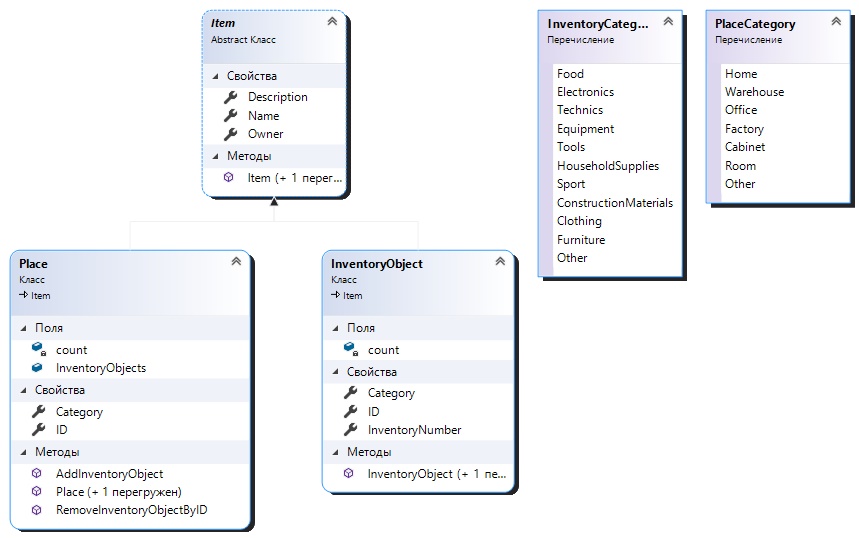 Item
Abstract Класс
Свойства
Description
Name
Owner
Методы
Item (+ 1 перег...
InventoryCateg...
Перечисление
Food
Electronics
Technics
Equipment
Tools
HouseholdSupplies
Sport
ConstructionMaterials
Clothing
Furniture
Other
PlaceCategory
Перечисление
Home
Warehouse
Office
Factory
Cabinet
Room
Other
Place
Класс
Item
Поля
count
InventoryObjects
Свойства
Category
ID
Методы
AddInventoryObject
Place (+ 1 перегружен)
RemoveInventoryObjectByID
InventoryObject
Класс
Item
Поля
count
Свойства
Category
ID
InventoryNumber
Методы
InventoryObject (+ 1 пе...